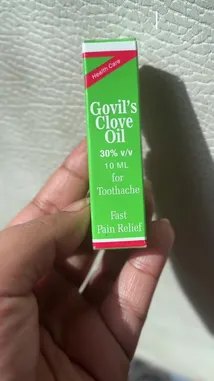 Health Care
Govil's
Clove
Oil
30% v/v
10 ML
for
Toothache
Fast
Pain Relief